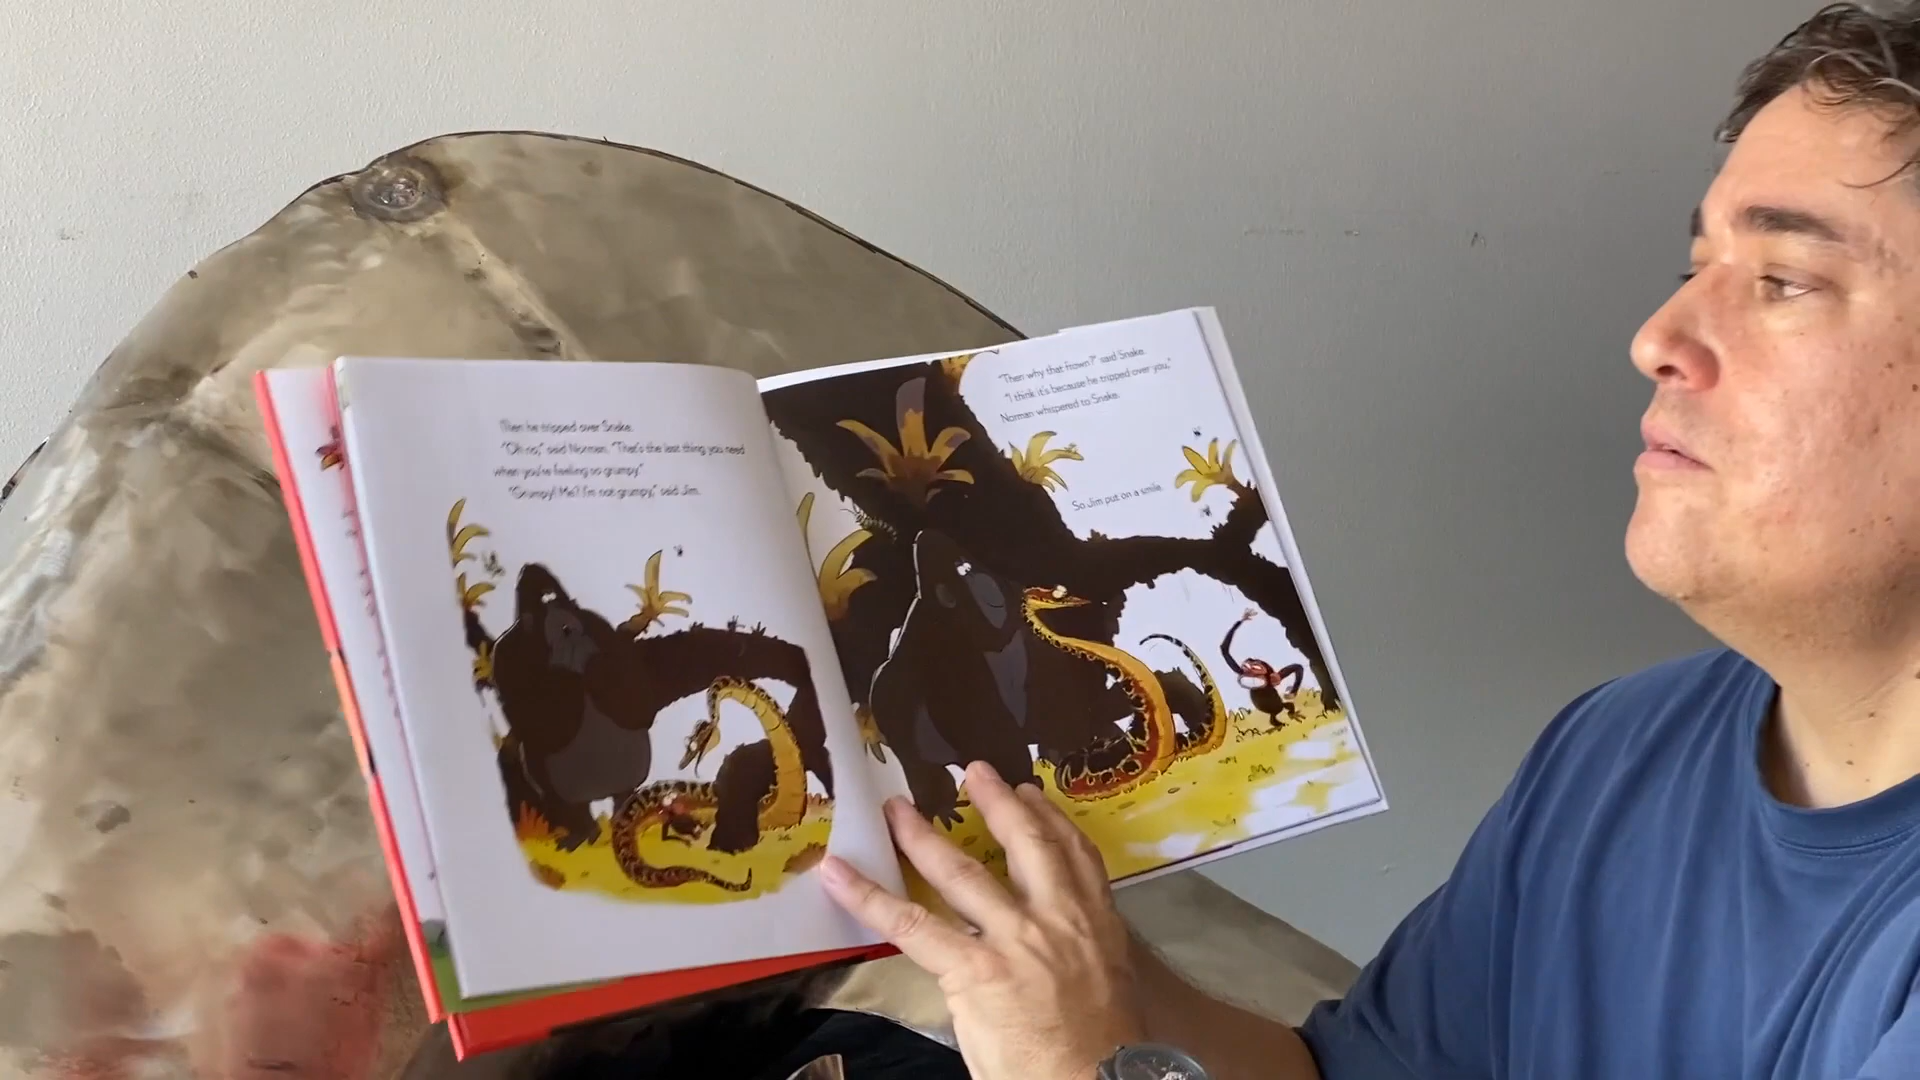 Then he tripped over Snake.
"Oh no," said Norman. "That's the last thing you need
when you're feeling so grumpy."
"Grumpy! Me? I'm not grumpy," said Jim.
"Then why that frown?" said Snake.
"I think it's because he tripped over you,"
Norman whispered to Snake.
So Jim put on a smile.